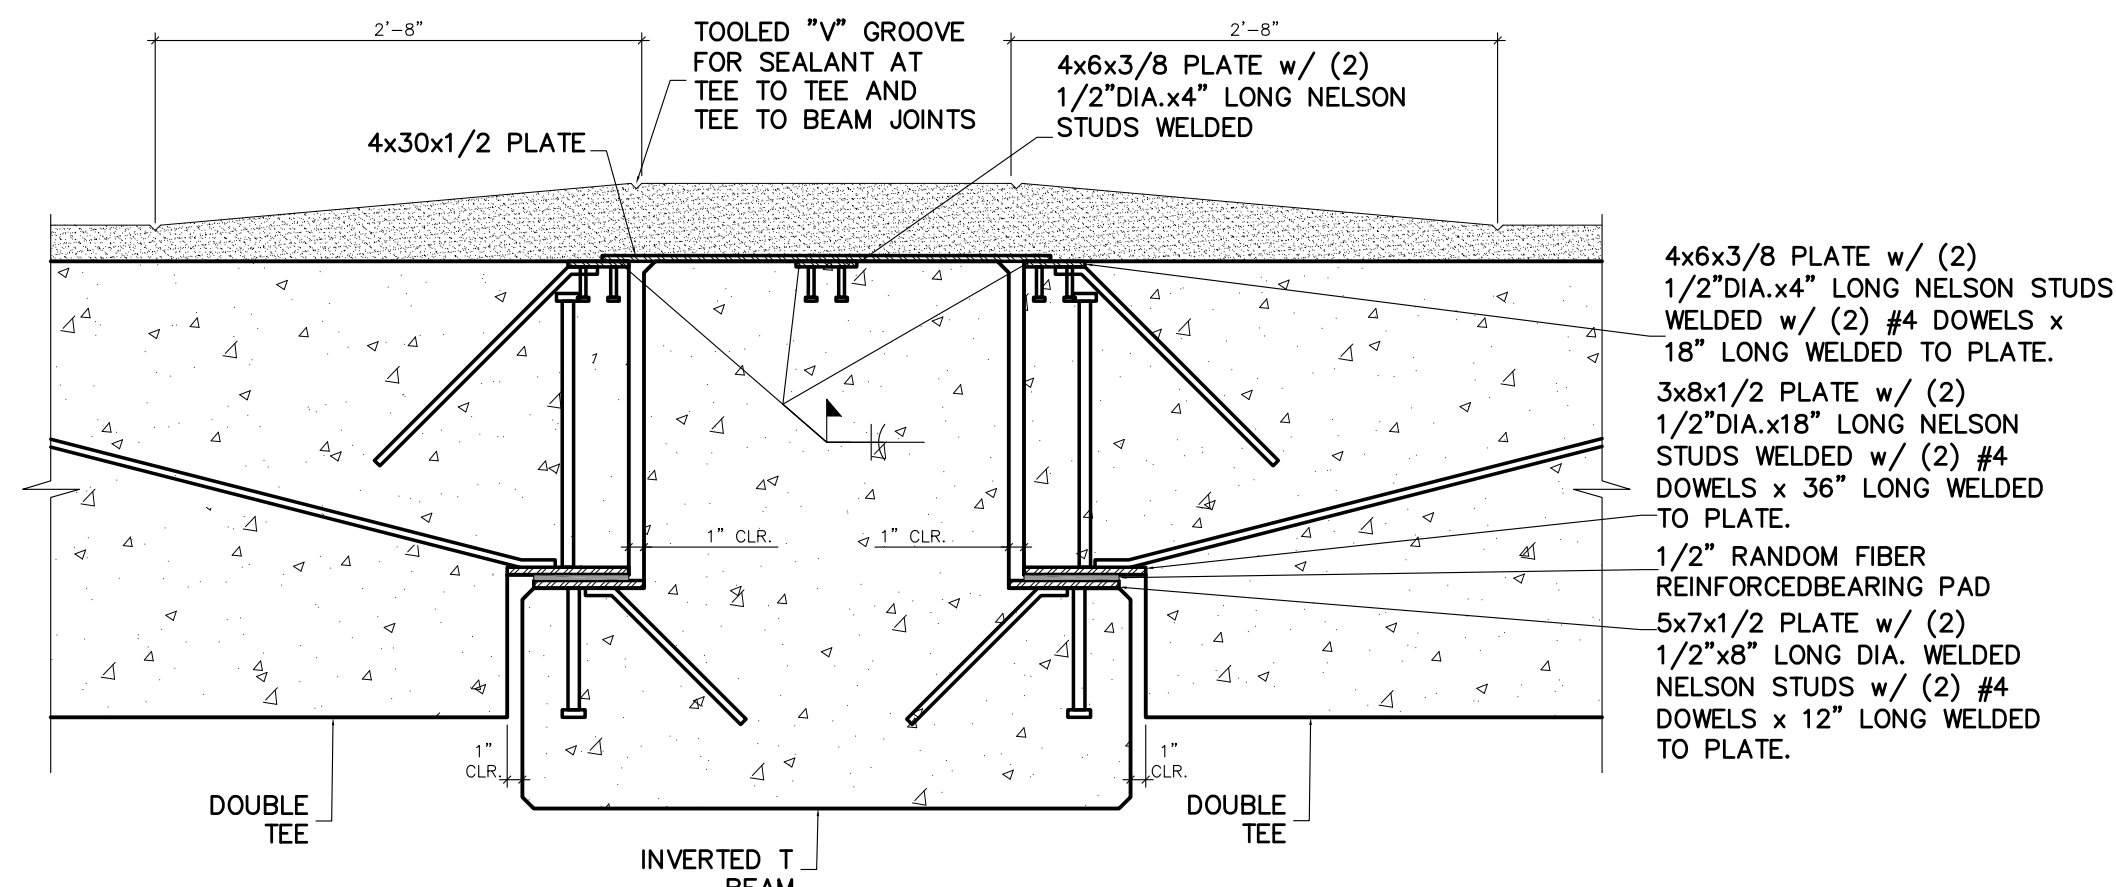 2'-8"
TOOLED "V" GROOVE
FOR SEALANT AT
TEE TO TEE AND
TEE TO BEAM JOINTS
2'-8"
4x6x3/8 PLATE w/ (2)
1/2"DIA.x4" LONG NELSON
STUDS WELDED
4x30x1/2 PLATE
4x6x3/8 PLATE w/ (2)
1/2"DIA.x4" LONG NELSON STUDS
WELDED w/ (2) #4 DOWELS x
18" LONG WELDED TO PLATE.
3x8x1/2 PLATE w/ (2)
1/2"DIA.x18" LONG NELSON
STUDS WELDED w/ (2) #4
DOWELS x 36" LONG WELDED
TO PLATE.
1" CLR.
1" CLR.
1/2" RANDOM FIBER
REINFORCEDBEARING PAD
5x7x1/2 PLATE w/ (2)
1/2"x8" LONG DIA. WELDED
NELSON STUDS w/ (2) #4
DOWELS x 12" LONG WELDED
TO PLATE.
1"
CLR.
1"
CLR.
DOUBLE
TEE
DOUBLE
TEE
INVERTED T
BEAM